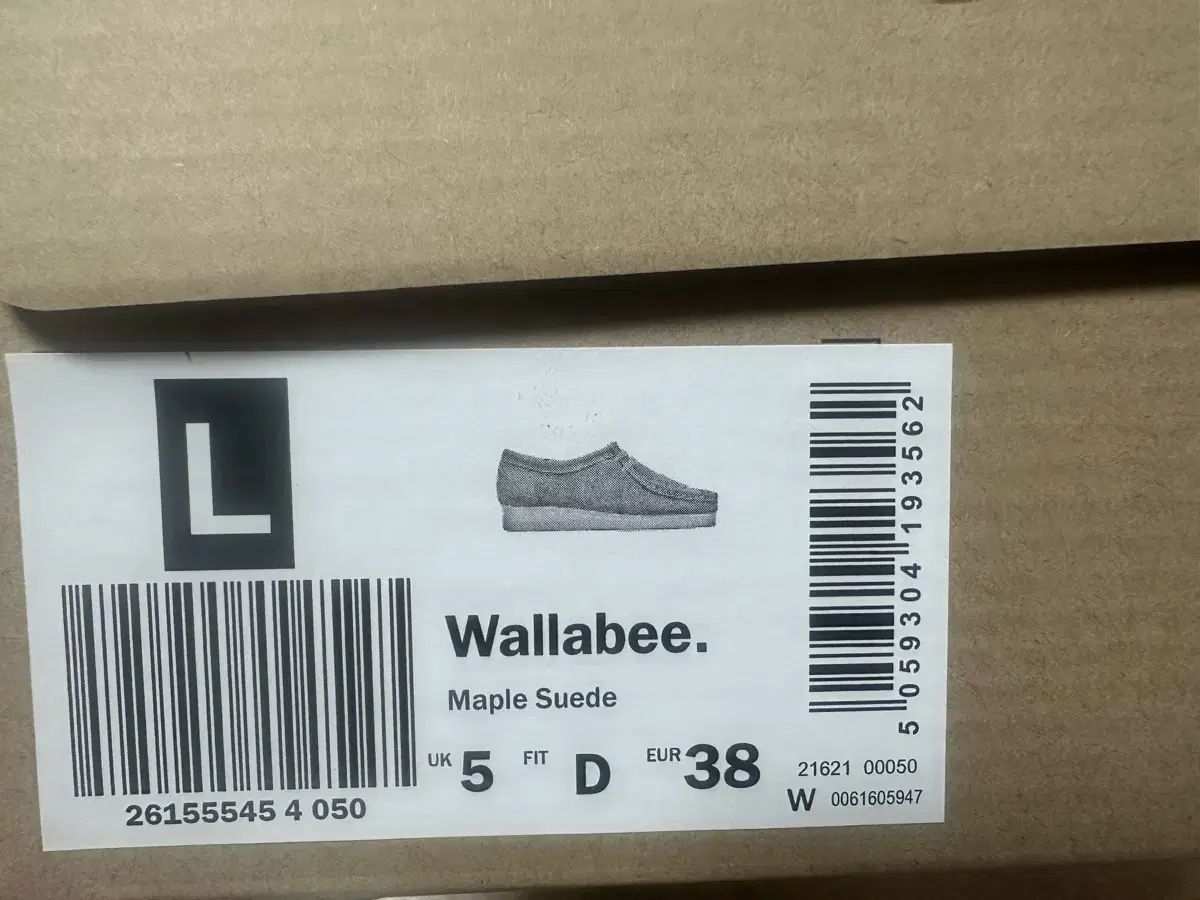 L
26155545 4 050
Wallabee.
Maple Suede
UK 5 FIT D EUR 38
5 059304 193562
21621 00050
W 0061605947